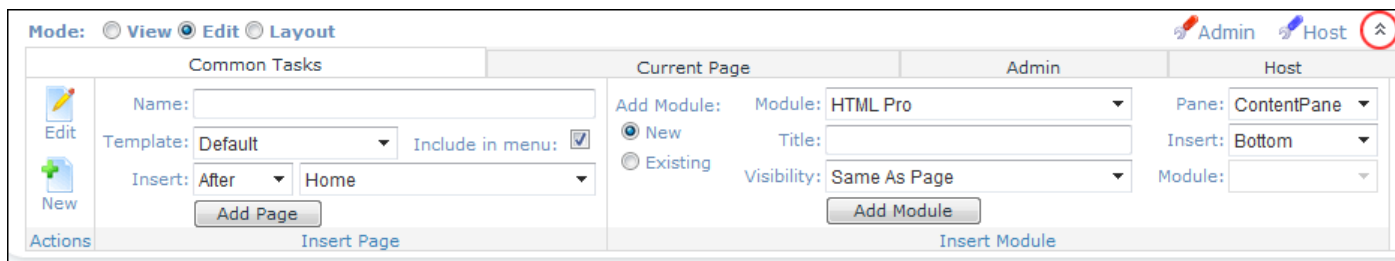 Mode: View Edit Layout Admin Host
Common Tasks Current Page Admin Host
Name: Add Module: Module: HTML Pro Pane: ContentPane
Edit New Title: Insert: Bottom
Template: Default Include in menu:
Existing
Insert: After Home Visibility: Same As Page Module:
New Add Page Add Module
Actions Insert Page Insert Module